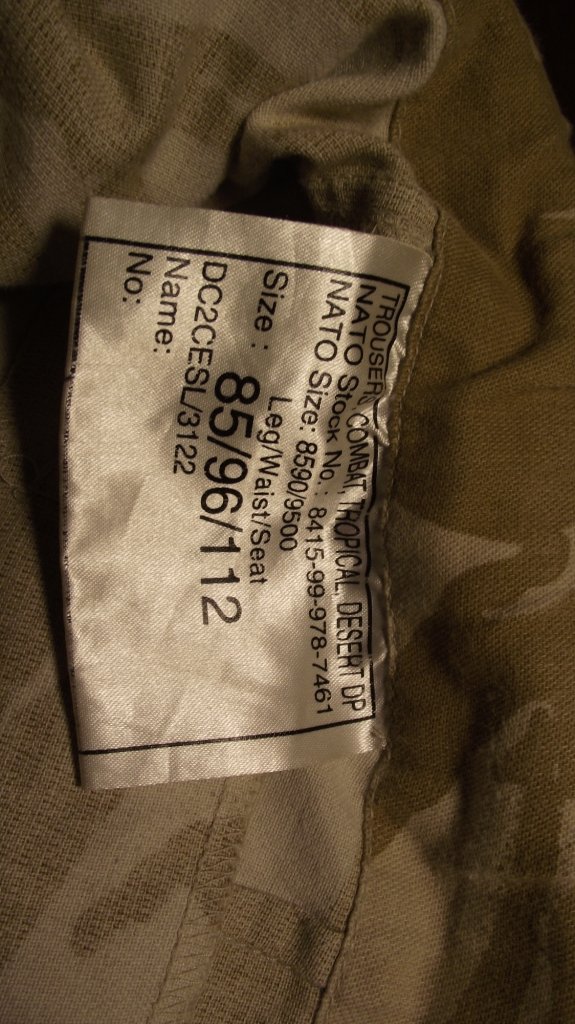 TROUSERS, COMBAT, TROPICAL, DESERT DP
NATO Stock No.: 8415-99-978-7461
NATO Size: 8590/9500
Leg/Waist/Seat
Size: 85/96/112
DC2CESL/3122
Name:
No: